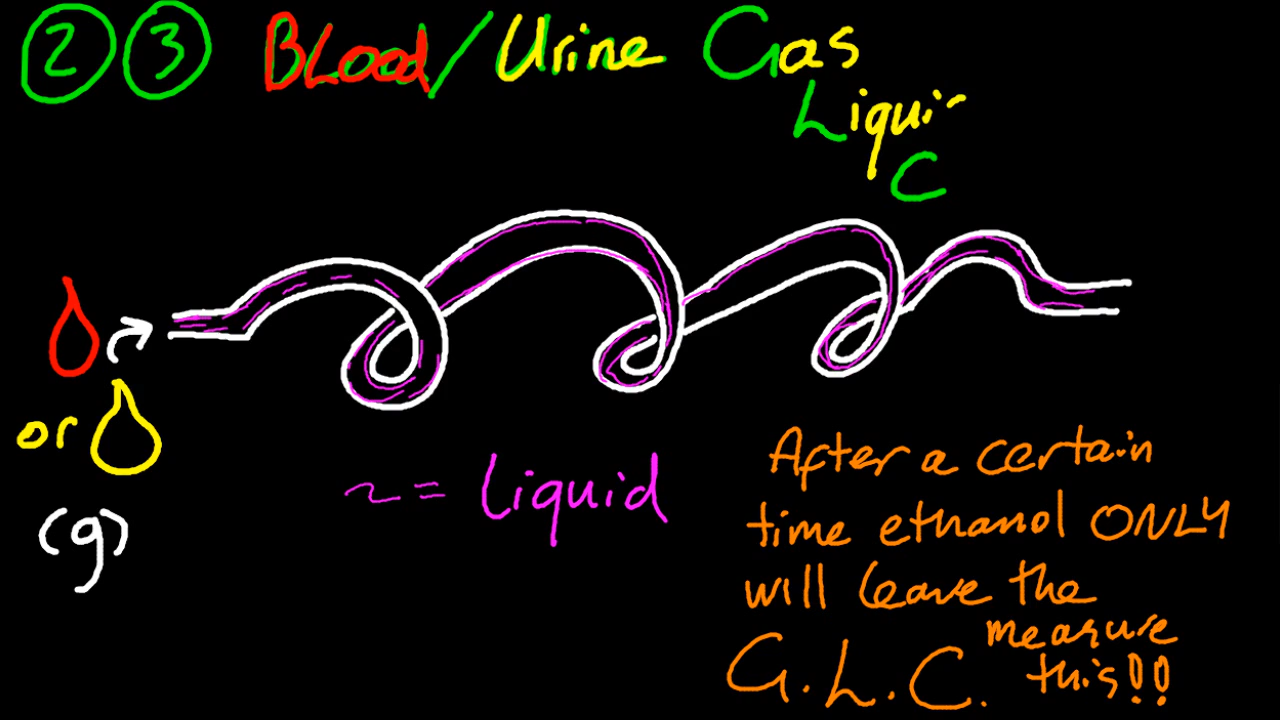 2 3 Blood/Urine Gas
Liqui
C
or
(g)
~ = Liquid
After a certain
time ethanol ONLY
will leave the
G.L.C. measure
this!!